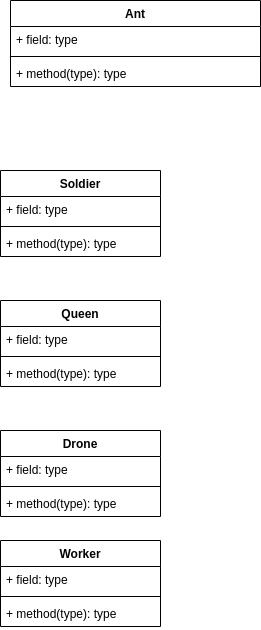 Ant
+ field: type
+ method(type): type
Soldier
+ field: type
+ method(type): type
Queen
+ field: type
+ method(type): type
Drone
+ field: type
+ method(type): type
Worker
+ field: type
+ method(type): type